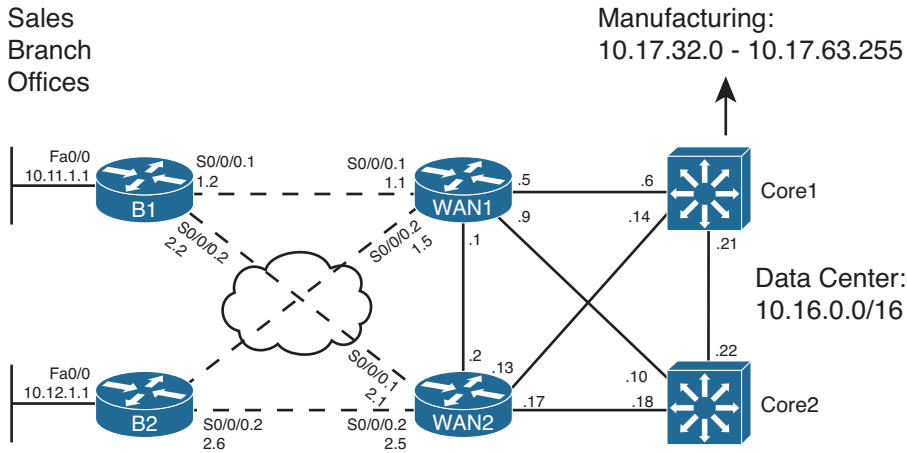 Sales
Branch
Offices
Manufacturing:
10.17.32.0 - 10.17.63.255
Fa0/0
10.11.1.1
B1
S0/0/0.1
1.2
S0/0/0.1
1.1
WAN1
.5
.6
Core1
S0/0/0.2
2.2
S0/0/0.2
1.5
.9
.14
.1
.21
Data Center:
10.16.0.0/16
Fa0/0
10.12.1.1
B2
S0/0/0.1
2.1
.2
.13
.10
.22
S0/0/0.2
2.6
S0/0/0.2
2.5
WAN2
.17
.18
Core2